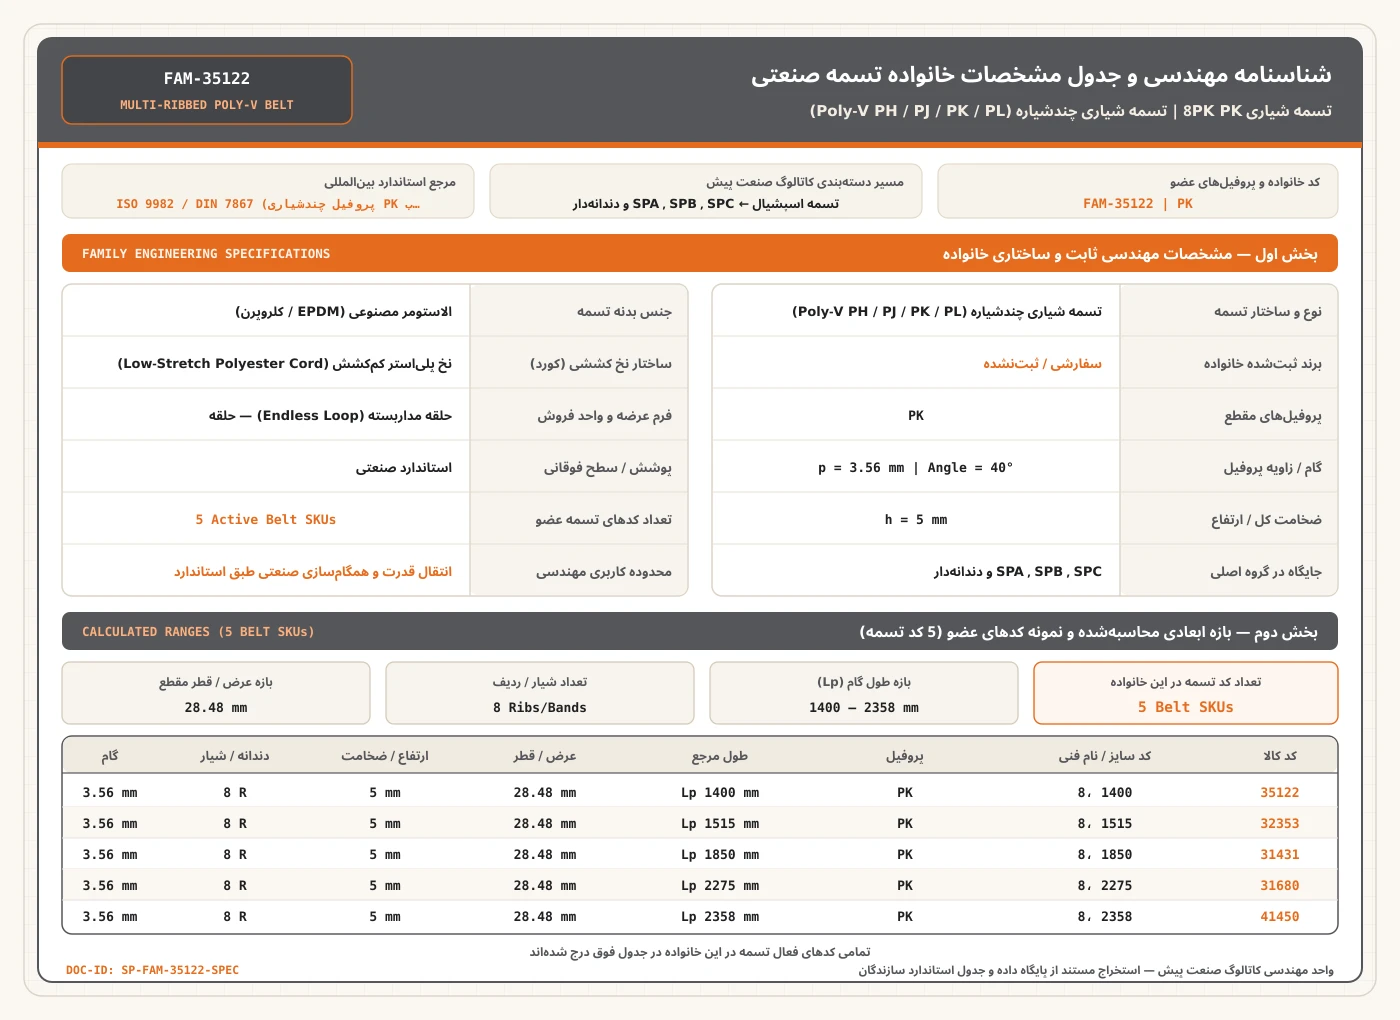 شناسنامه مهندسی و جدول مشخصات خانواده تسمه صنعتی
تسمه شیاری 8PK PK | تسمه شیاری چندشیاره (Poly-V PH / PJ / PK / PL)
FAM-35122
MULTI-RIBBED POLY-V BELT
کد خانواده و پروفیل‌های عضو
FAM-35122 | PK
مسیر دسته‌بندی کاتالوگ صنعت پیش
تسمه اسپشیال ← SPA , SPB , SPC و دندانه‌دار
مرجع استاندارد بین‌المللی
ISO 9982 / DIN 7867 (پروفیل چندشیاری PK ب…
بخش اول — مشخصات مهندسی ثابت و ساختاری خانواده
FAMILY ENGINEERING SPECIFICATIONS
نوع و ساختار تسمه
تسمه شیاری چندشیاره (Poly-V PH / PJ / PK / PL)
برند ثبت‌شده خانواده
سفارشی / ثبت‌نشده
پروفیل‌های مقطع
PK
گام / زاویه پروفیل
p = 3.56 mm | Angle = 40°
ضخامت کل / ارتفاع
h = 5 mm
جایگاه در گروه اصلی
SPA , SPB , SPC و دندانه‌دار
جنس بدنه تسمه
الاستومر مصنوعی (EPDM / کلروپرن)
ساختار نخ کششی (کورد)
نخ پلی‌استر کم‌کشش (Low-Stretch Polyester Cord)
فرم عرضه و واحد فروش
حلقه مداربسته (Endless Loop) — حلقه
پوشش / سطح فوقانی
استاندارد صنعتی
تعداد کدهای تسمه عضو
5 Active Belt SKUs
محدوده کاربری مهندسی
انتقال قدرت و همگام‌سازی صنعتی طبق استاندارد
بخش دوم — بازه ابعادی محاسبه‌شده و نمونه کدهای عضو (5 کد تسمه)
CALCULATED RANGES (5 BELT SKUs)
تعداد کد تسمه در این خانواده
5 Belt SKUs
بازه طول گام (Lp)
1400 – 2358 mm
تعداد شیار / ردیف
8 Ribs/Bands
بازه عرض / قطر مقطع
28.48 mm
کد کالا کد سایز / نام فنی پروفیل طول مرجع عرض / قطر ارتفاع / ضخامت دندانه / شیار گام
35122 8، 1400 PK Lp 1400 mm 28.48 mm 5 mm 8 R 3.56 mm
32353 8، 1515 PK Lp 1515 mm 28.48 mm 5 mm 8 R 3.56 mm
31431 8، 1850 PK Lp 1850 mm 28.48 mm 5 mm 8 R 3.56 mm
31680 8، 2275 PK Lp 2275 mm 28.48 mm 5 mm 8 R 3.56 mm
41450 8، 2358 PK Lp 2358 mm 28.48 mm 5 mm 8 R 3.56 mm
تمامی کدهای فعال تسمه در این خانواده در جدول فوق درج شده‌اند
واحد مهندسی کاتالوگ صنعت پیش — استخراج مستند از پایگاه داده و جدول استاندارد سازندگان
DOC-ID: SP-FAM-35122-SPEC